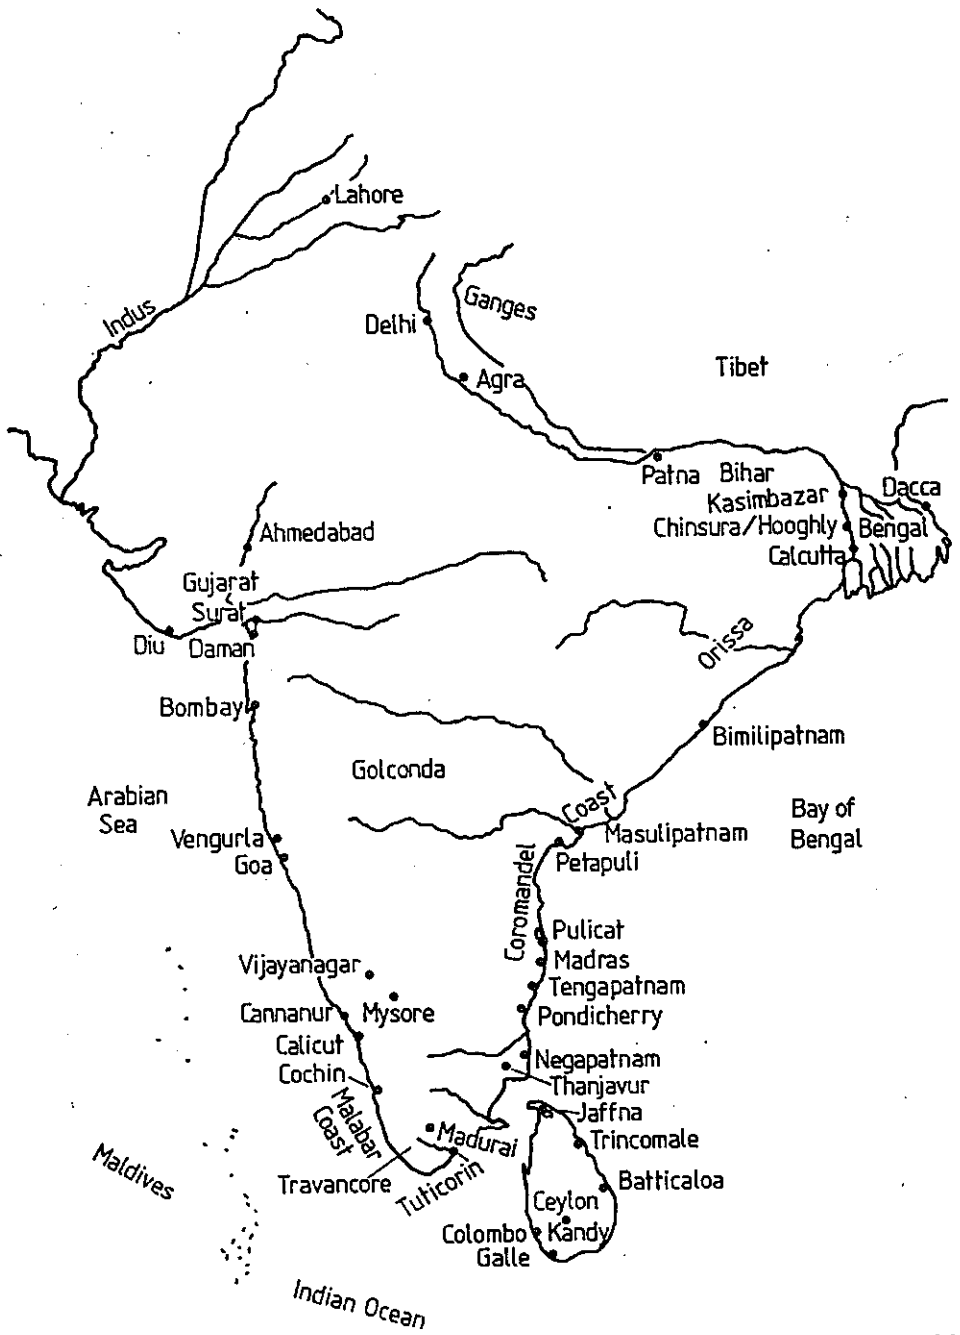 Lahore
Indus
Ganges
Delhi
Agra
Tibet
Patna
Bihar
Kasimbazar
Dacca
Chinsura/Hooghly
Bengal
Calcutta
Ahmedabad
Gujarat
Surat
Diu
Daman
Orissa
Bombay
Bimilipatnam
Golconda
Arabian
Sea
Coast
Bay of
Bengal
Masulipatnam
Vengurla
Goa
Petapuli
Coromandel
Pulicat
Madras
Vijayanagar
Tengapatnam
Cannanur
Mysore
Pondicherry
Calicut
Negapatnam
Cochin
Thanjavur
Malabar
Coast
Jaffna
Madurai
Trincomale
Maldives
Travancore
Tuticorin
Batticaloa
Ceylon
Colombo
Kandy
Galle
Indian Ocean